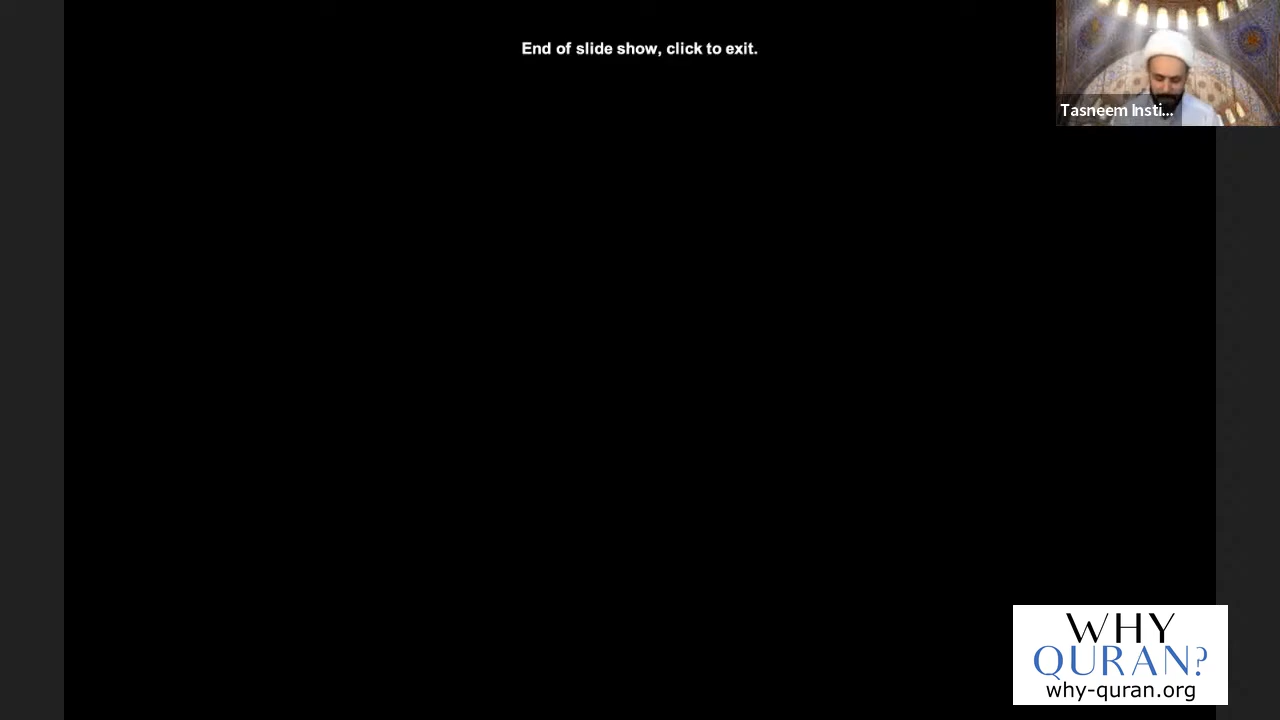 End of slide show, click to exit.
Tasneem Insti...
WHY
QURAN?
why-quran.org